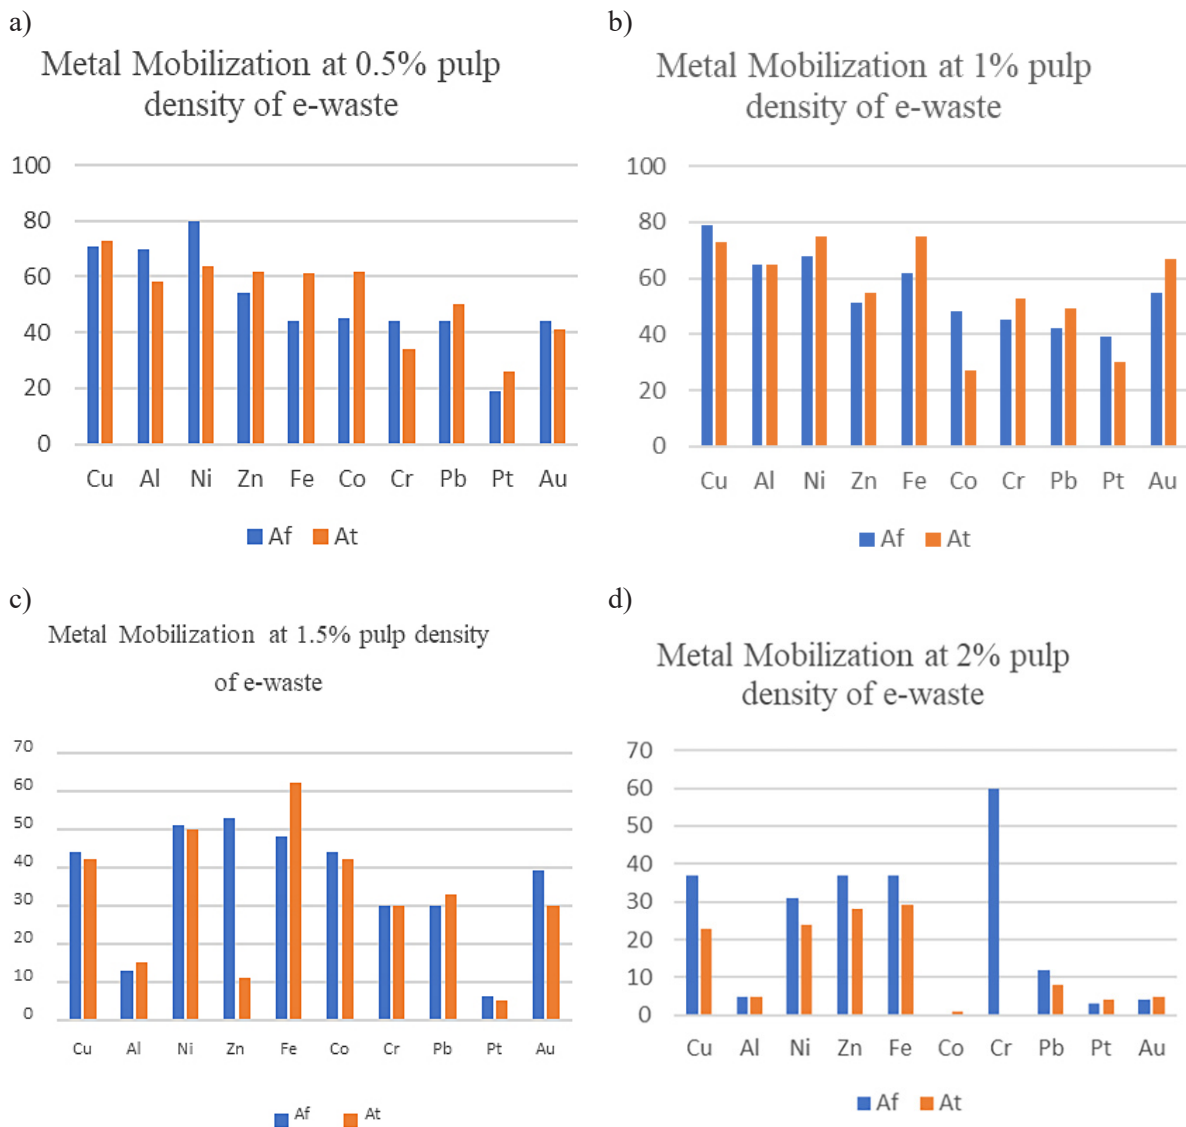 a)
Metal Mobilization at 0.5% pulp
density of e-waste
100
80
60
40
20
0
Cu Al Ni Zn Fe Co Cr Pb Pt Au
Af At
b)
Metal Mobilization at 1% pulp
density of e-waste
100
80
60
40
20
0
Cu Al Ni Zn Fe Co Cr Pb Pt Au
Af At
c)
Metal Mobilization at 1.5% pulp density
of e-waste
70
60
50
40
30
20
10
0
Cu Al Ni Zn Fe Co Cr Pb Pt Au
Af At
d)
Metal Mobilization at 2% pulp
density of e-waste
70
60
50
40
30
20
10
0
Cu Al Ni Zn Fe Co Cr Pb Pt Au
Af At